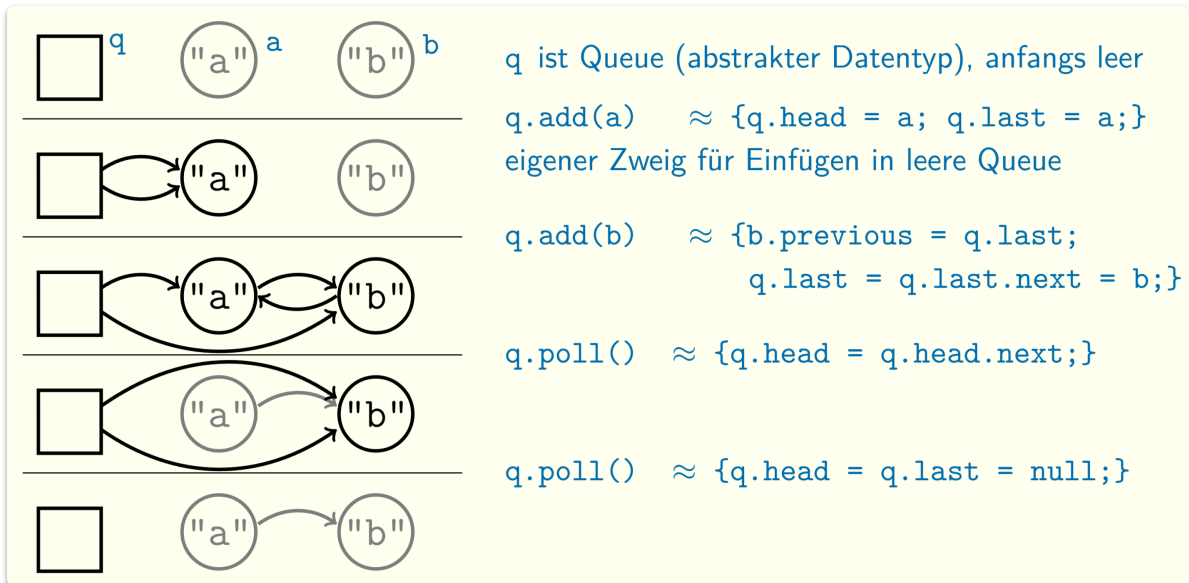 q "a" a "b" b
q ist Queue (abstrakter Datentyp), anfangs leer
q.add(a) ≈ {q.head = a; q.last = a;}
eigener Zweig für Einfügen in leere Queue
"a" "b"
q.add(b) ≈ {b.previous = q.last;
q.last = q.last.next = b;}
"a" "b"
q.poll() ≈ {q.head = q.head.next;}
"a" "b"
q.poll() ≈ {q.head = q.last = null;}
"a" "b"